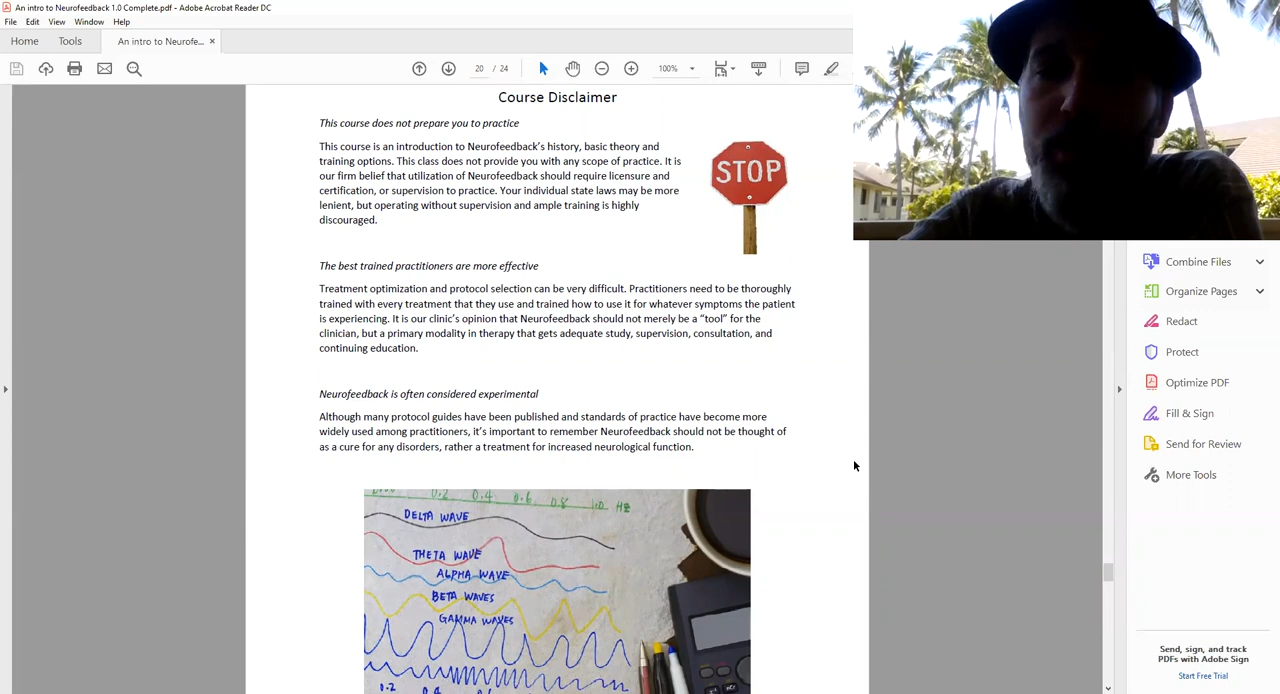 An intro to Neurofeedback 1.0 Complete.pdf - Adobe Acrobat Reader DC
File Edit View Window Help
Home Tools An intro to Neurofe... ×
20 / 24 100%
Course Disclaimer
This course does not prepare you to practice
This course is an introduction to Neurofeedback's history, basic theory and
training options. This class does not provide you with any scope of practice. It is
our firm belief that utilization of Neurofeedback should require licensure and
certification, or supervision to practice. Your individual state laws may be more
lenient, but operating without supervision and ample training is highly
discouraged.
STOP
The best trained practitioners are more effective
Treatment optimization and protocol selection can be very difficult. Practitioners need to be thoroughly
trained with every treatment that they use and trained how to use it for whatever symptoms the patient
is experiencing. It is our clinic's opinion that Neurofeedback should not merely be a “tool” for the
clinician, but a primary modality in therapy that gets adequate study, supervision, consultation, and
continuing education.
Neurofeedback is often considered experimental
Although many protocol guides have been published and standards of practice have become more
widely used among practitioners, it's important to remember Neurofeedback should not be thought of
as a cure for any disorders, rather a treatment for increased neurological function.
0.2 0.4 0.6 0.8 1.0 Hz
DELTA WAVE
THETA WAVE
ALPHA WAVE
BETA WAVES
GAMMA WAVES
0.2
Combine Files
Organize Pages
Redact
Protect
Optimize PDF
Fill & Sign
Send for Review
More Tools
Send, sign, and track
PDFs with Adobe Sign
Start Free Trial